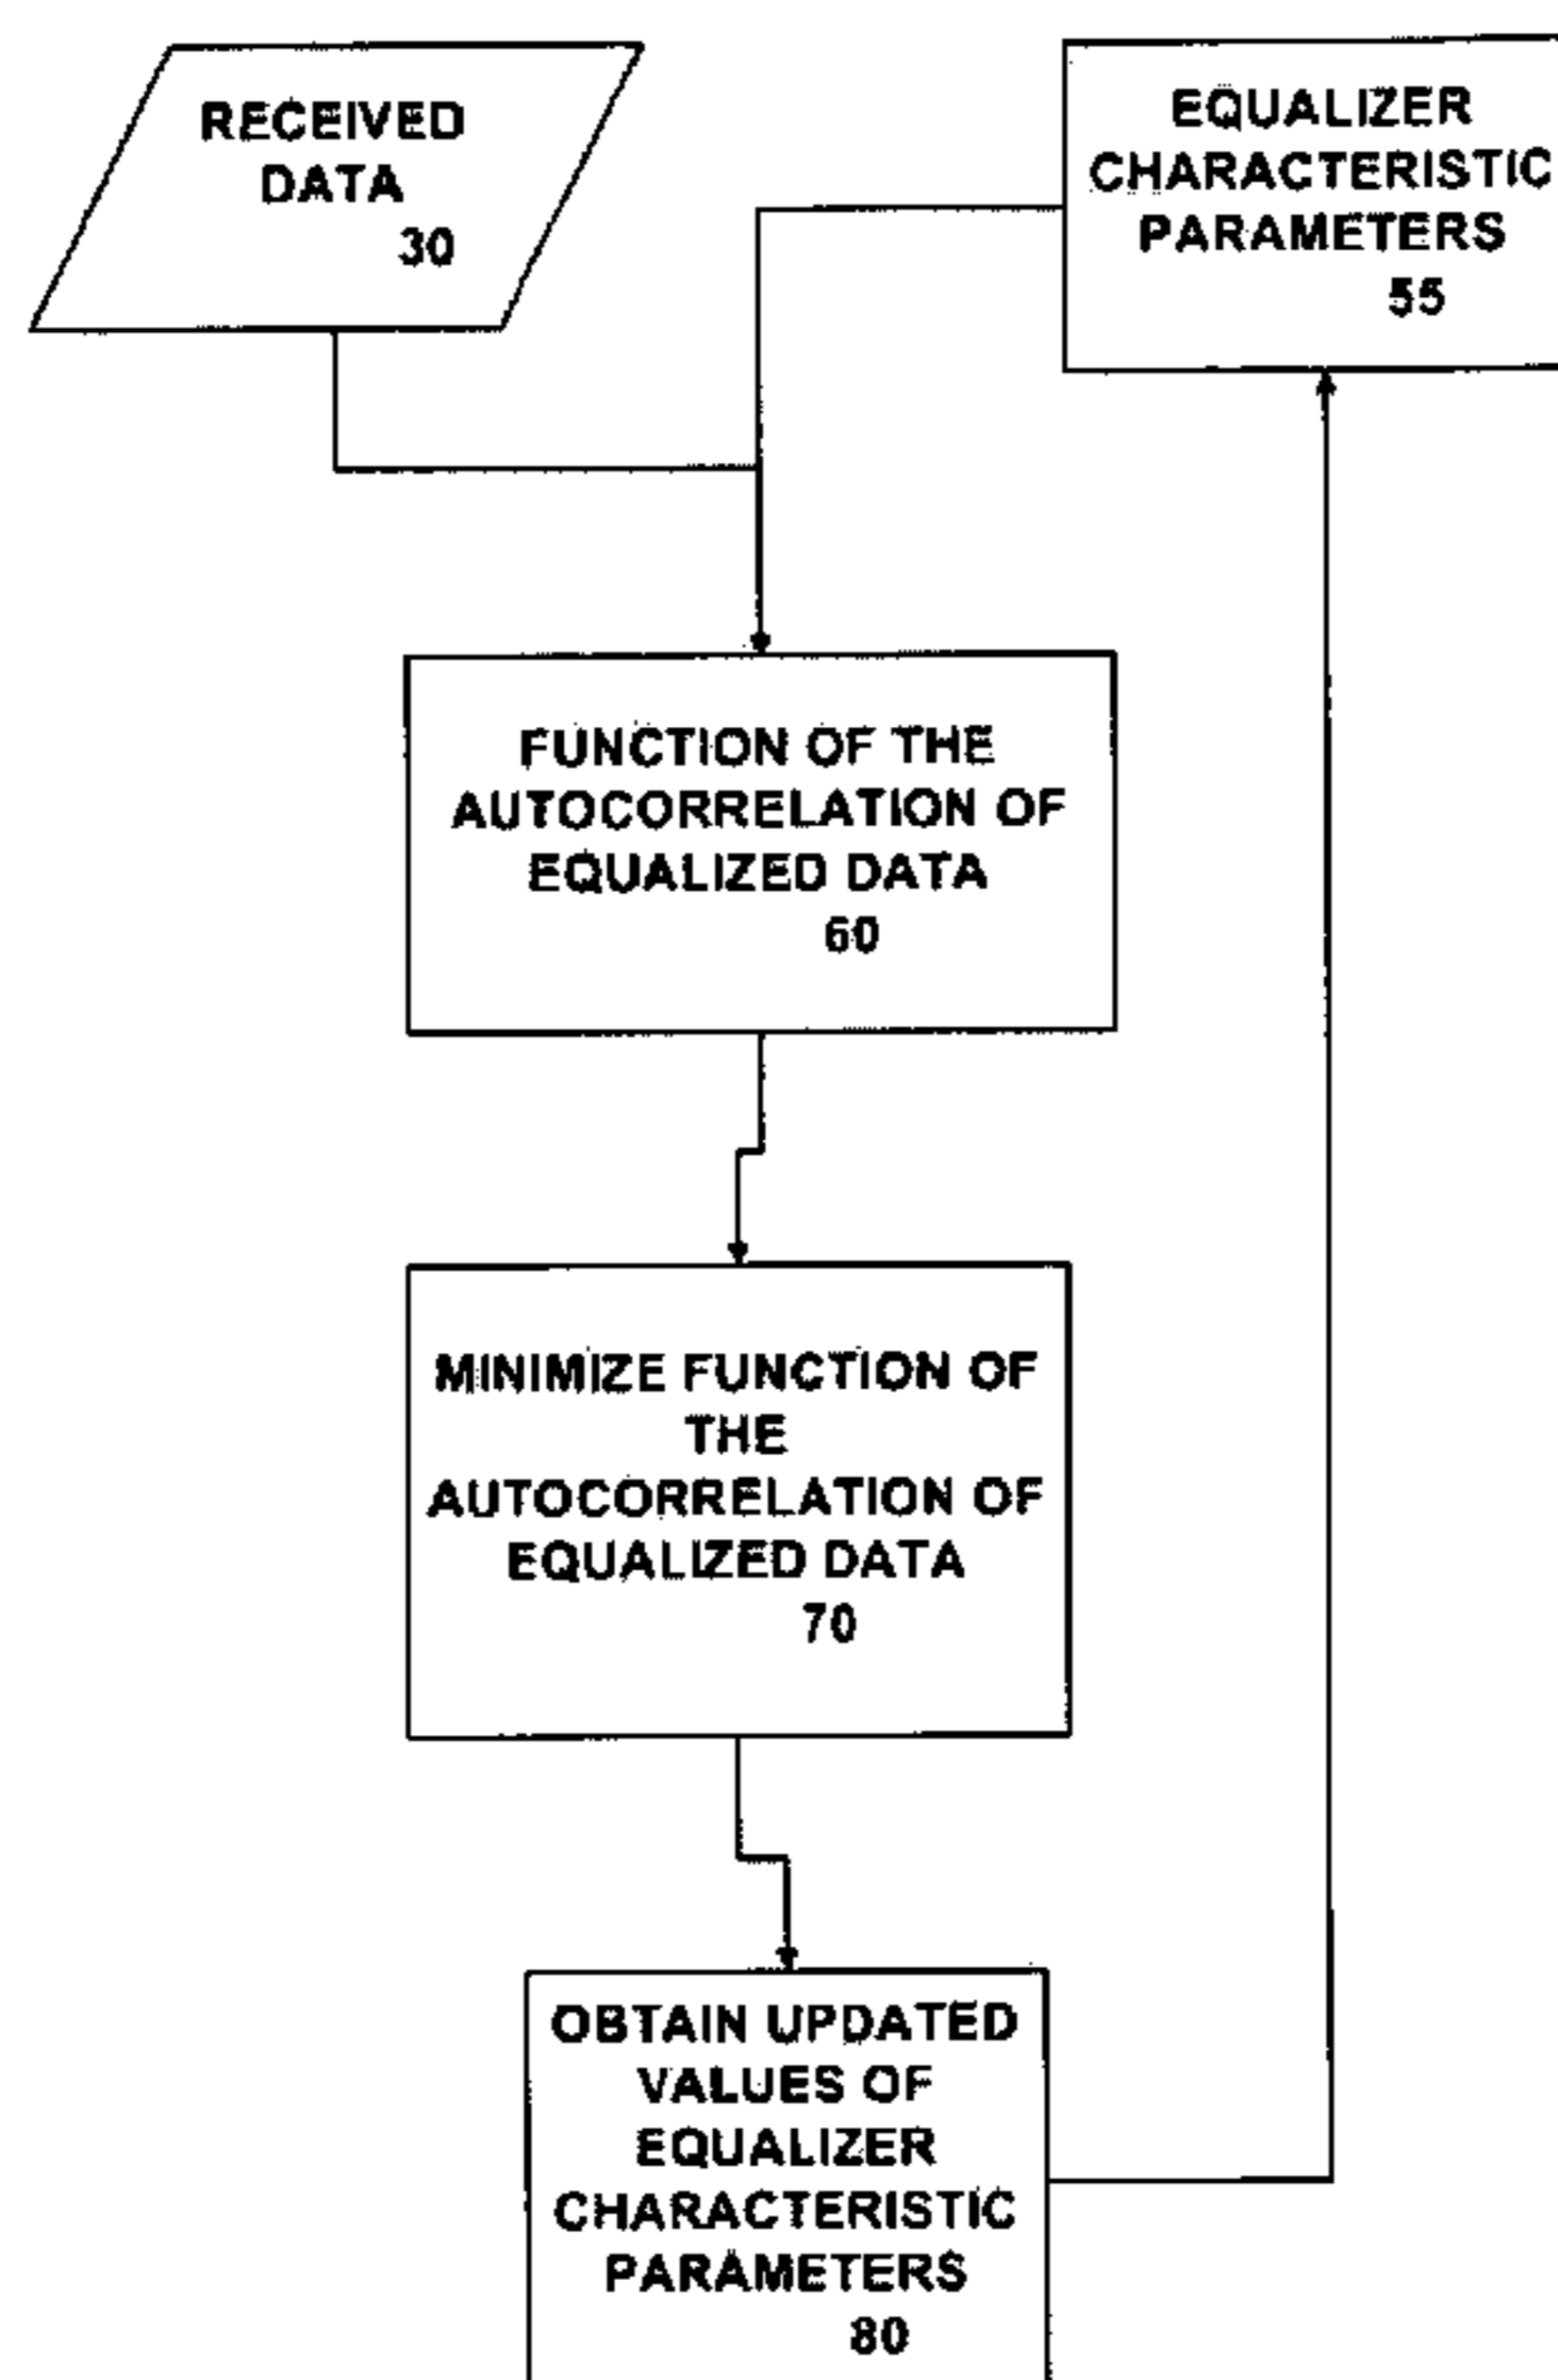 RECEIVED
DATA
30
EQUALIZER
CHARACTERISTIC
PARAMETERS
55
FUNCTION OF THE
AUTOCORRELATION OF
EQUALIZED DATA
60
MINIMIZE FUNCTION OF
THE
AUTOCORRELATION OF
EQUALIZED DATA
70
OBTAIN UPDATED
VALUES OF
EQUALIZER
CHARACTERISTIC
PARAMETERS
80